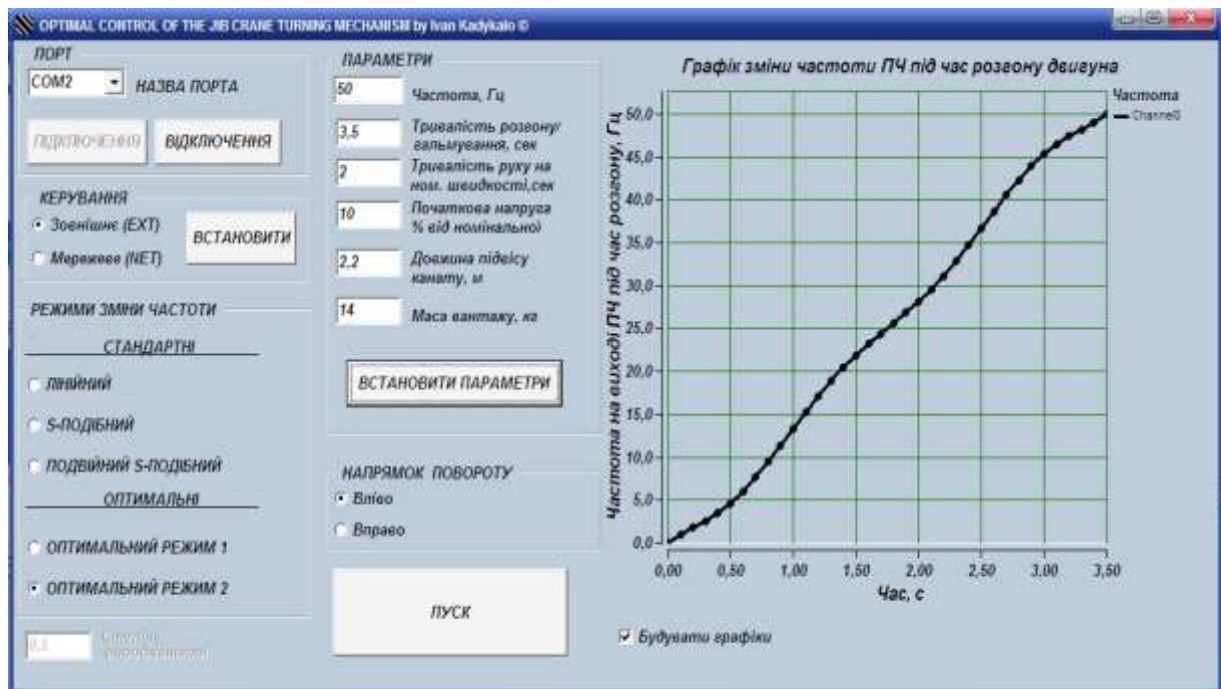 OPTIMAL CONTROL OF THE JIB CRANE TURNING MECHANISM by Ivan Kadykalo ©
ПОРТ
COM2
НАЗВА ПОРТА
ПІДКЛЮЧЕННЯ
ВІДКЛЮЧЕННЯ
КЕРУВАННЯ
Зовнішнє (EXT)
Мережеве (NET)
ВСТАНОВИТИ
РЕЖИМИ ЗМІНИ ЧАСТОТИ
СТАНДАРТНІ
ЛІНІЙНИЙ
S-ПОДІБНИЙ
ПОДВІЙНИЙ S-ПОДІБНИЙ
ОПТИМАЛЬНІ
ОПТИМАЛЬНИЙ РЕЖИМ 1
ОПТИМАЛЬНИЙ РЕЖИМ 2
ПАРАМЕТРИ
50
Частота, Гц
3,5
Тривалість розгону/
гальмування, сек
2
Тривалість руху на
ном. швидкості,сек
10
Початкова напруга
% від номінальної
2,2
Довжина підвісу
канату, м
14
Маса вантажу, кг
ВСТАНОВИТИ ПАРАМЕТРИ
НАПРЯМОК ПОВОРОТУ
Вліво
Вправо
ПУСК
Графік зміни частоти ПЧ під час розгону двигуна
Частота
Channel0
Частота на виході ПЧ під час розгону, Гц
50,0
45,0
40,0
35,0
30,0
25,0
20,0
15,0
10,0
5,0
0,0
0,00 0,50 1,00 1,50 2,00 2,50 3,00 3,50
Час, с
Будувати графіки